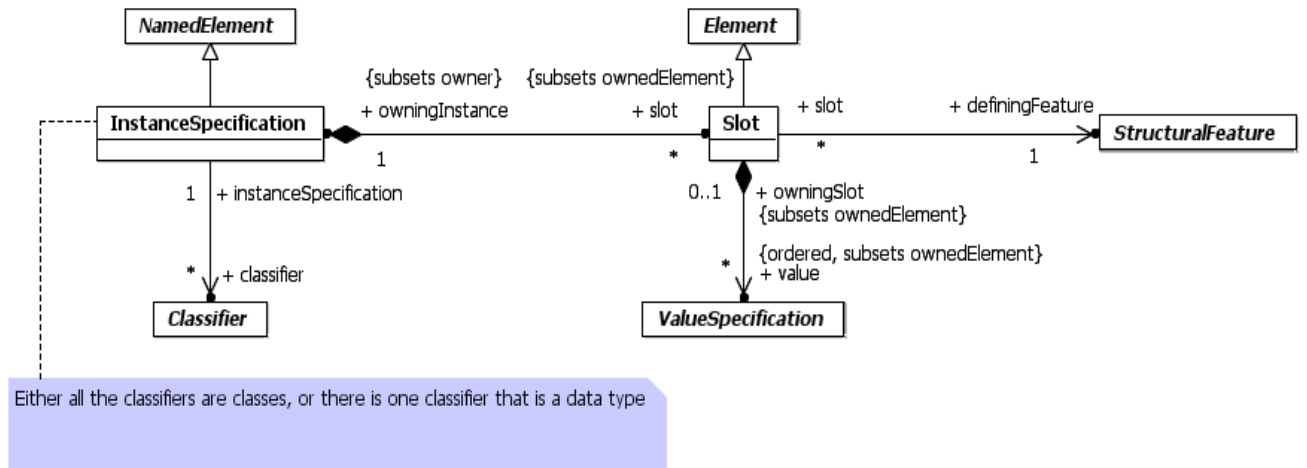 NamedElement
Element
{subsets owner} {subsets ownedElement}
+ owningInstance
+ slot
+ slot
+ definingFeature
InstanceSpecification
Slot
StructuralFeature
1
*
*
1
1
+ instanceSpecification
0..1
+ owningSlot
{subsets ownedElement}
{ordered, subsets ownedElement}
*
+ classifier
*
+ value
Classifier
ValueSpecification
Either all the classifiers are classes, or there is one classifier that is a data type